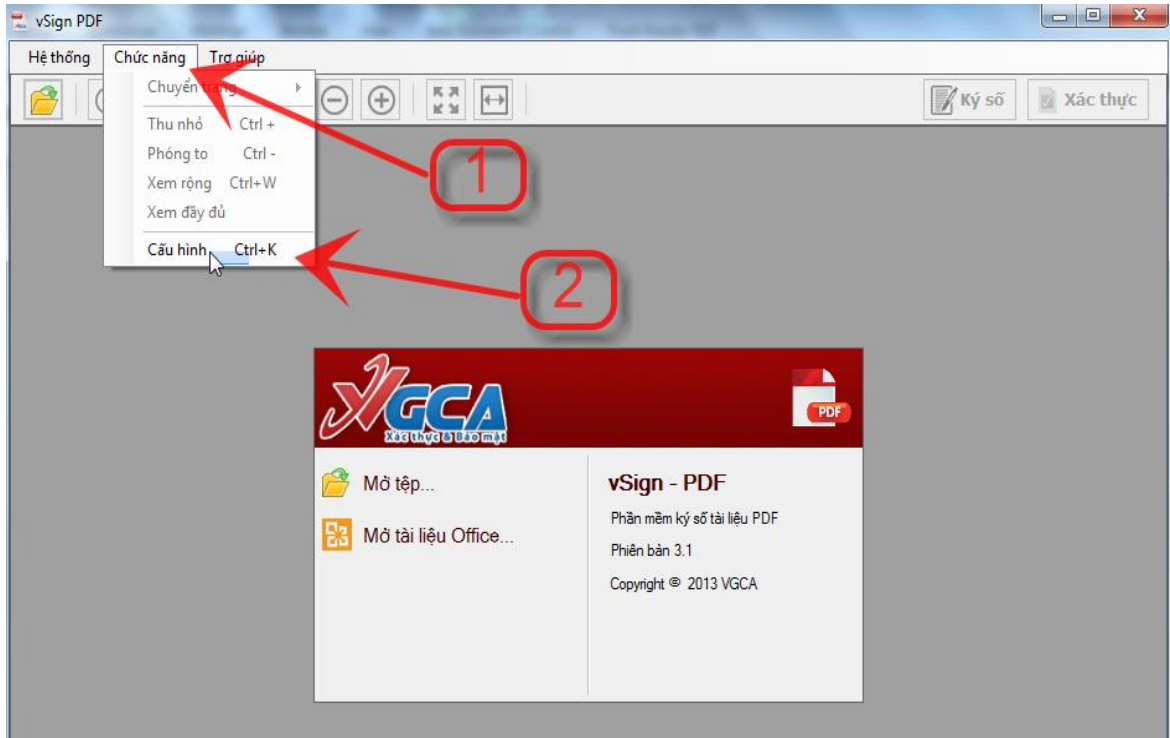 vSign PDF
Hệ thống Chức năng Trợ giúp
Chuyển trang
Ký số Xác thực
Thu nhỏ Ctrl +
Phóng to Ctrl -
Xem rộng Ctrl+W
Xem đầy đủ
Cấu hình Ctrl+K
1
2
VGCA
Xác thực & Bảo mật
PDF
Mở tệp...
Mở tài liệu Office...
vSign - PDF
Phần mềm ký số tài liệu PDF
Phiên bản 3.1
Copyright © 2013 VGCA